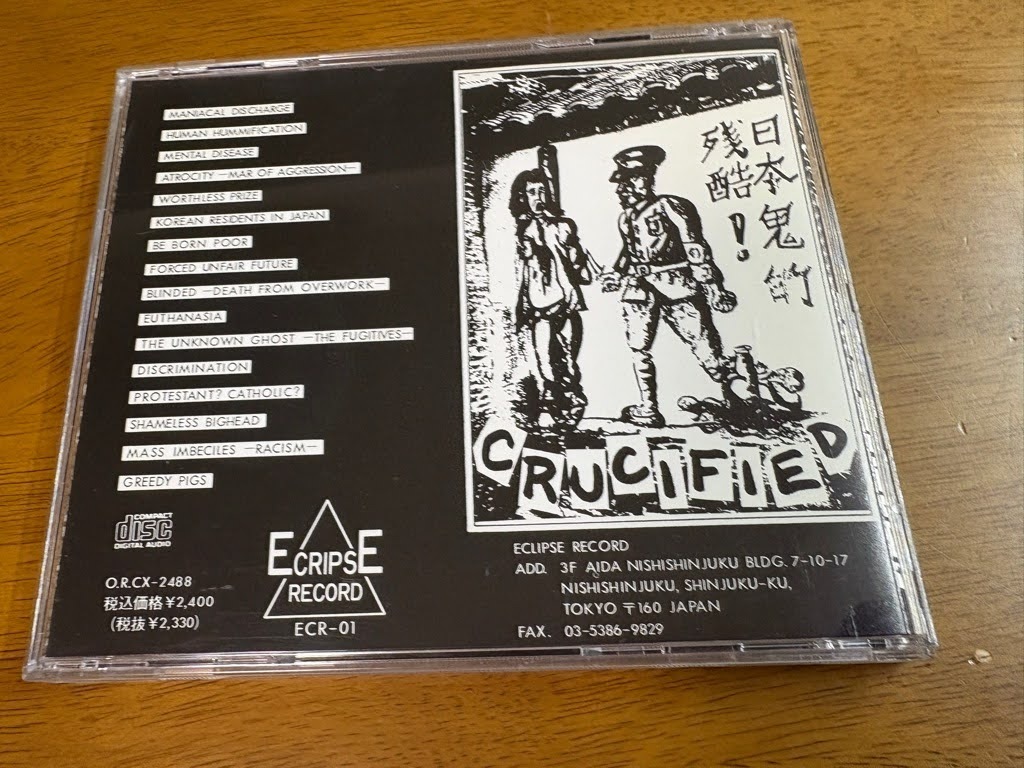 MANIACAL DISCHARGE
HUMAN HUMMIFICATION
MENTAL DISEASE
ATROCITY —MAR OF AGGRESSION—
WORTHLESS PRIZE
KOREAN RESIDENTS IN JAPAN
BE BORN POOR
FORCED UNFAIR FUTURE
BLINDED —DEATH FROM OVERWORK—
EUTHANASIA
THE UNKNOWN GHOST —THE FUGITIVES—
DISCRIMINATION
PROTESTANT? CATHOLIC?
SHAMELESS BIGHEAD
MASS IMBECILES —RACISM—
GREEDY PIGS
COMPACT
disc
DIGITAL AUDIO
O.R.CX-2488
税込価格¥2,400
(税抜¥2,330)
ECRIPSE
RECORD
ECR-01
日本鬼
残酷!
CRUCIFIED
ECLIPSE RECORD
ADD. 3F AIDA NISHISHINJUKU BLDG. 7-10-17
NISHISHINJUKU, SHINJUKU-KU,
TOKYO 〒160 JAPAN
FAX. 03-5386-9829